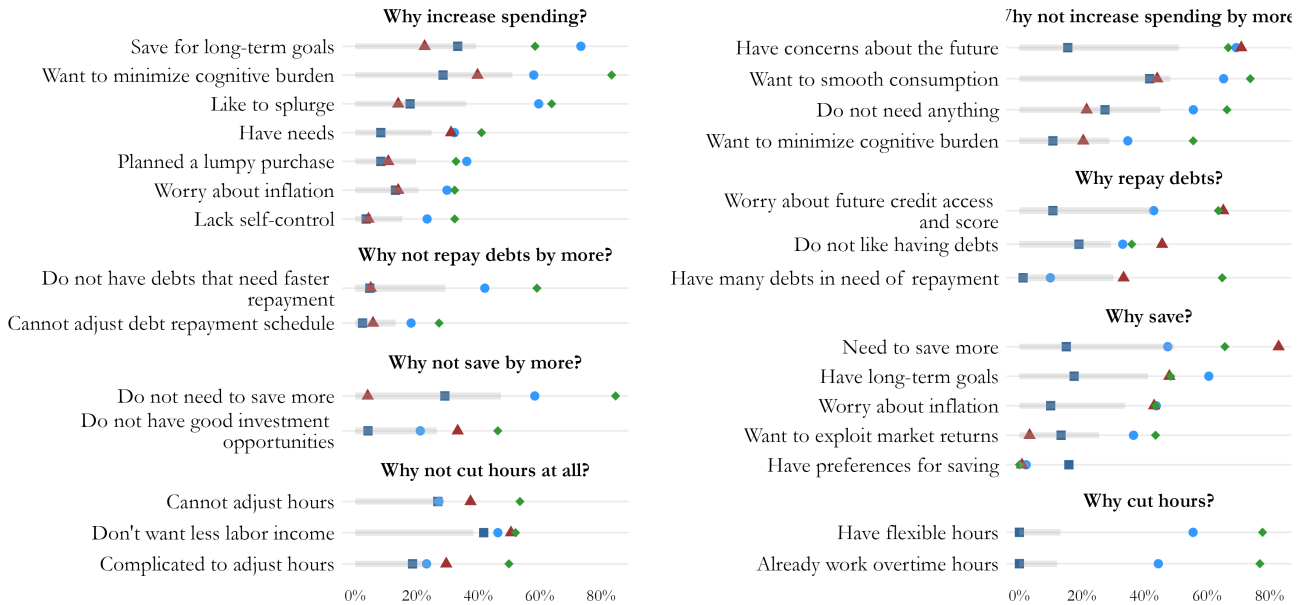 Why increase spending?
Save for long-term goals
Want to minimize cognitive burden
Like to splurge
Have needs
Planned a lumpy purchase
Worry about inflation
Lack self-control
Why not repay debts by more?
Do not have debts that need faster
repayment
Cannot adjust debt repayment schedule
Why not save by more?
Do not need to save more
Do not have good investment
opportunities
Why not cut hours at all?
Cannot adjust hours
Don't want less labor income
Complicated to adjust hours
0% 20% 40% 60% 80%
Why not increase spending by more
Have concerns about the future
Want to smooth consumption
Do not need anything
Want to minimize cognitive burden
Why repay debts?
Worry about future credit access
and score
Do not like having debts
Have many debts in need of repayment
Why save?
Need to save more
Have long-term goals
Worry about inflation
Want to exploit market returns
Have preferences for saving
Why cut hours?
Have flexible hours
Already work overtime hours
0% 20% 40% 60% 80%